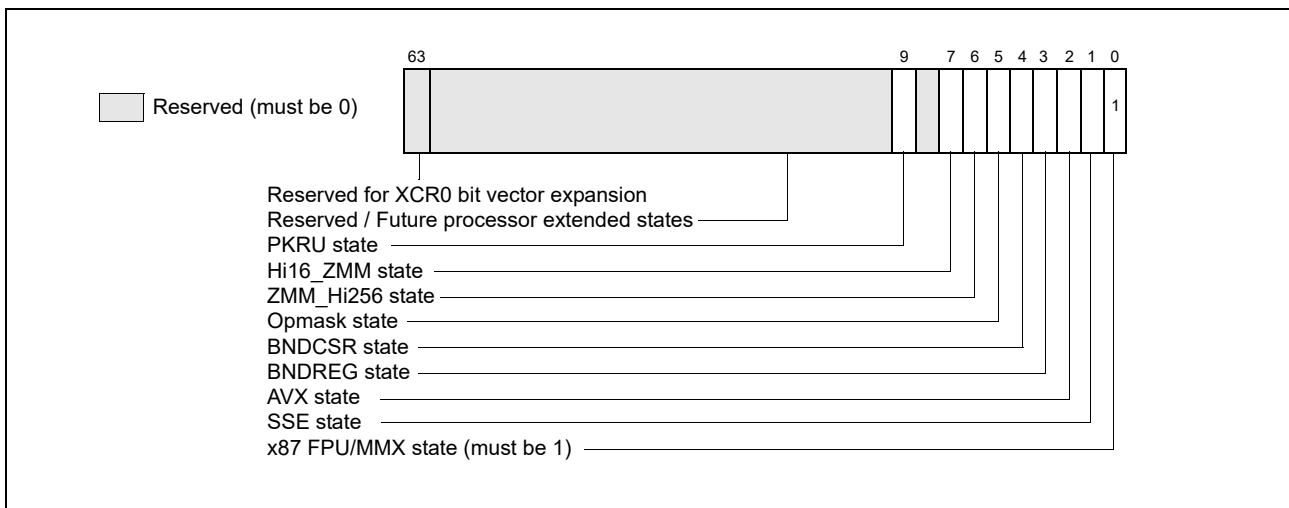 63 9 7 6 5 4 3 2 1 0
Reserved (must be 0)
1
Reserved for XCR0 bit vector expansion
Reserved / Future processor extended states
PKRU state
Hi16_ZMM state
ZMM_Hi256 state
Opmask state
BNDCSR state
BNDREG state
AVX state
SSE state
x87 FPU/MMX state (must be 1)